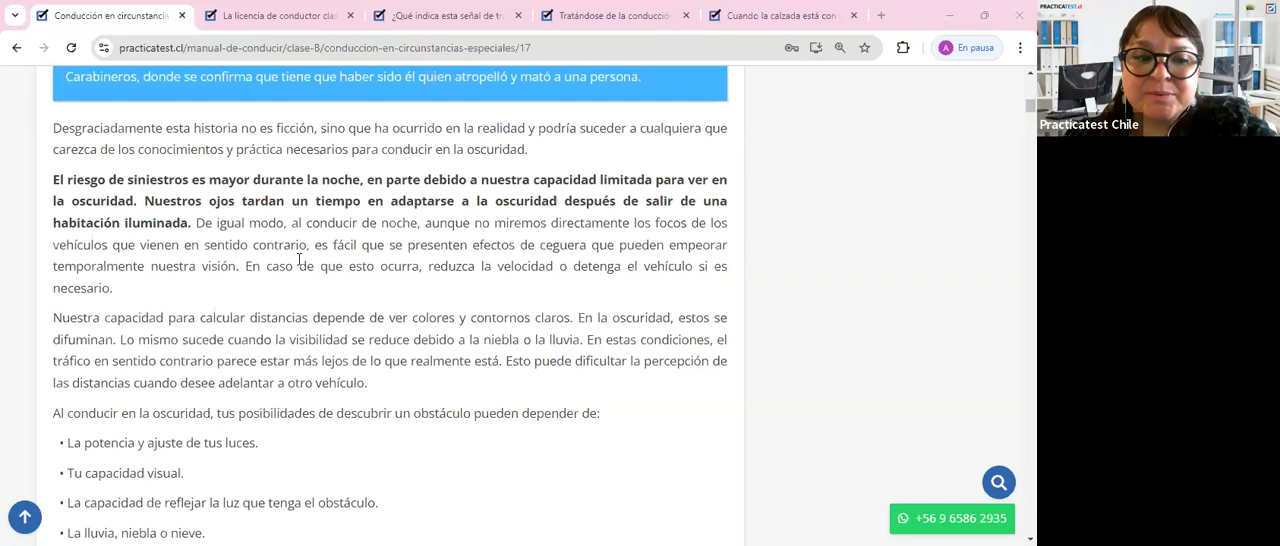 Conducción en circunstancia
La licencia de conductor clas
¿Qué indica esta señal de tr
Tratándose de la conducció
Cuando la calzada está con
practicatest.cl/manual-de-conducir/clase-B/conduccion-en-circunstancias-especiales/17
A
En pausa
PRACTICATEST.cl
Practicatest Chile
Carabineros, donde se confirma que tiene que haber sido él quien atropelló y mató a una persona.
Desgraciadamente esta historia no es ficción, sino que ha ocurrido en la realidad y podría suceder a cualquiera que
carezca de los conocimientos y práctica necesarios para conducir en la oscuridad.
El riesgo de siniestros es mayor durante la noche, en parte debido a nuestra capacidad limitada para ver en
la oscuridad. Nuestros ojos tardan un tiempo en adaptarse a la oscuridad después de salir de una
habitación iluminada. De igual modo, al conducir de noche, aunque no miremos directamente los focos de los
vehículos que vienen en sentido contrario, es fácil que se presenten efectos de ceguera que pueden empeorar
temporalmente nuestra visión. En caso de que esto ocurra, reduzca la velocidad o detenga el vehículo si es
necesario.
Nuestra capacidad para calcular distancias depende de ver colores y contornos claros. En la oscuridad, estos se
difuminan. Lo mismo sucede cuando la visibilidad se reduce debido a la niebla o la lluvia. En estas condiciones, el
tráfico en sentido contrario parece estar más lejos de lo que realmente está. Esto puede dificultar la percepción de
las distancias cuando desee adelantar a otro vehículo.
Al conducir en la oscuridad, tus posibilidades de descubrir un obstáculo pueden depender de:
• La potencia y ajuste de tus luces.
• Tu capacidad visual.
• La capacidad de reflejar la luz que tenga el obstáculo.
• La lluvia, niebla o nieve.
+56 9 6586 2935